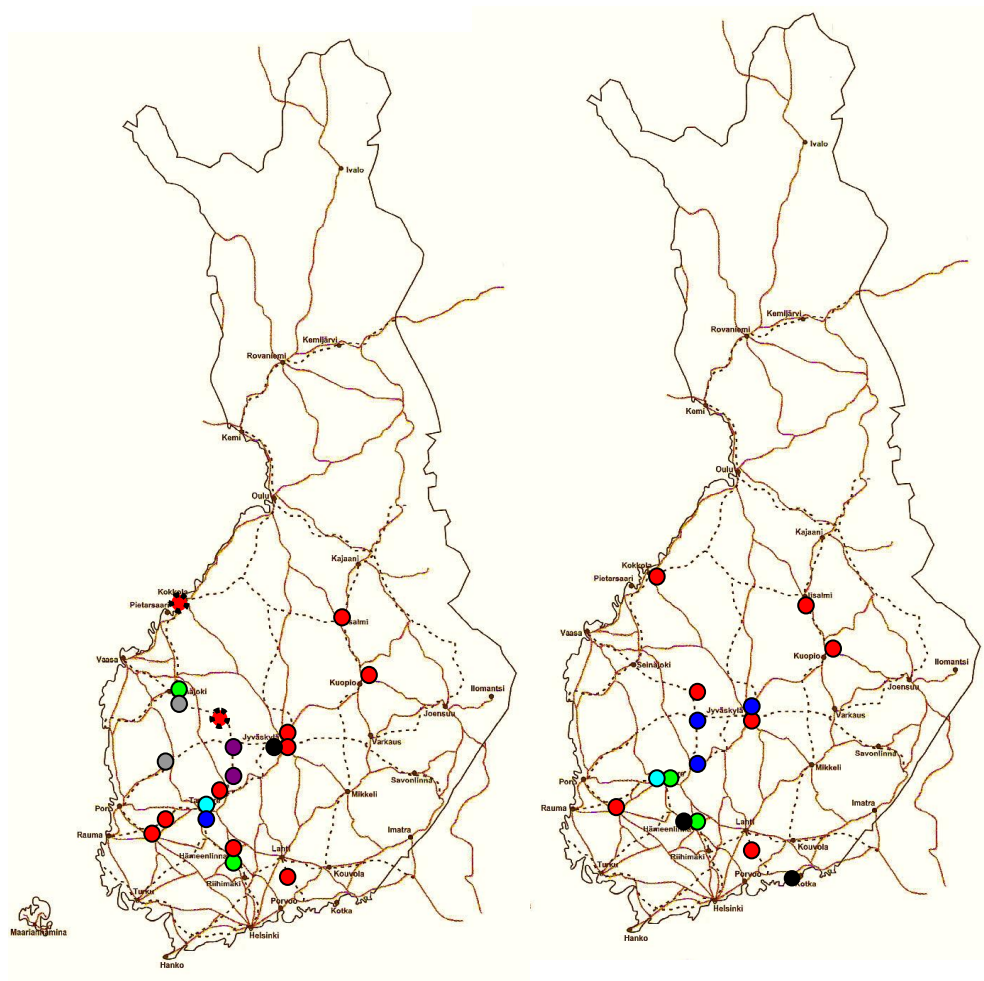 Ivalo
Kemijärvi
Rovaniemi
Kemi
Oulu
Kajaani
Kokkola
Pietarsaari
Vaasa
Kuopio
Ilomantsi
Joensuu
Jyväskylä
Varkaus
Savonlinna
Mikkeli
Pori
Rauma
Imatra
Hämeenlinna
Lahti
Riihimäki
Kouvola
Turku
Porvoo
Kotka
Helsinki
Maarianhamina
Hanko
Ivalo
Kemijärvi
Rovaniemi
Kemi
Oulu
Kajaani
Kokkola
Pietarsaari
Iisalmi
Vaasa
Seinäjoki
Kuopio
Ilomantsi
Joensuu
Jyväskylä
Varkaus
Savonlinna
Mikkeli
Pori
Rauma
Imatra
Hämeenlinna
Lahti
Kouvola
Riihimäki
Turku
Porvoo
Kotka
Helsinki
Hanko